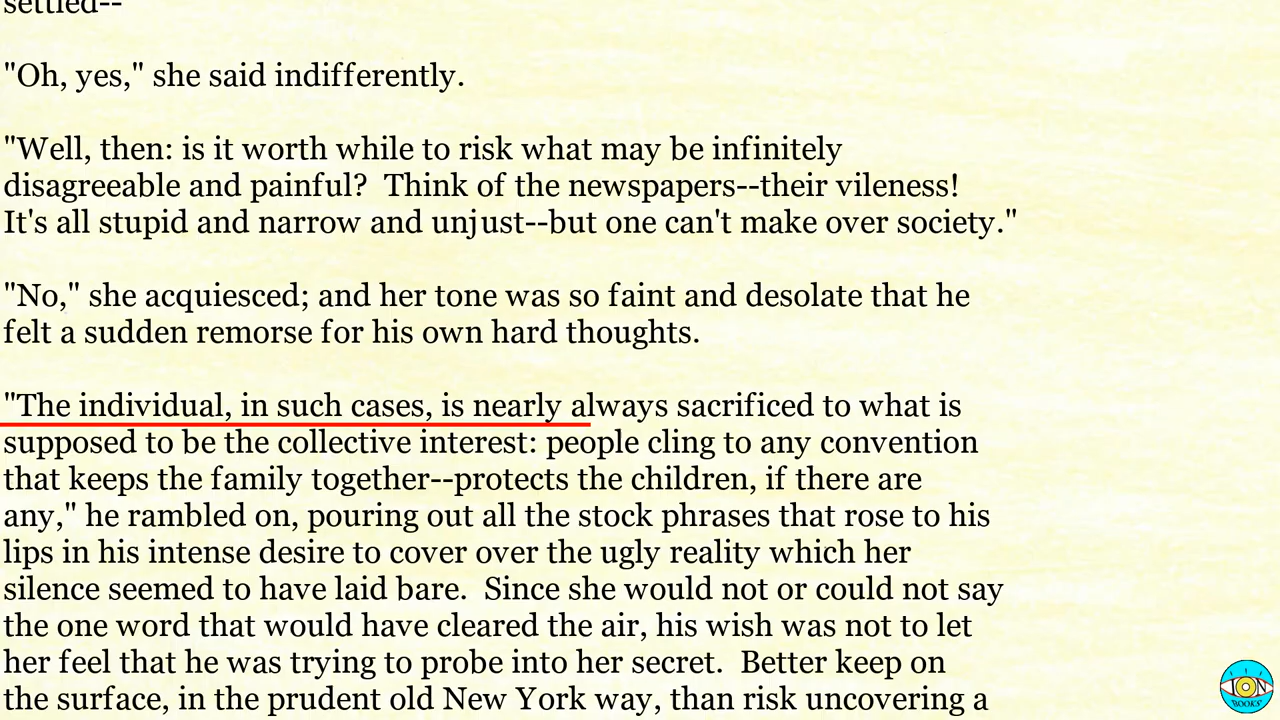 settled--
"Oh, yes," she said indifferently.
"Well, then: is it worth while to risk what may be infinitely
disagreeable and painful?  Think of the newspapers--their vileness!
It's all stupid and narrow and unjust--but one can't make over society."
"No," she acquiesced; and her tone was so faint and desolate that he
felt a sudden remorse for his own hard thoughts.
"The individual, in such cases, is nearly always sacrificed to what is
supposed to be the collective interest: people cling to any convention
that keeps the family together--protects the children, if there are
any," he rambled on, pouring out all the stock phrases that rose to his
lips in his intense desire to cover over the ugly reality which her
silence seemed to have laid bare.  Since she would not or could not say
the one word that would have cleared the air, his wish was not to let
her feel that he was trying to probe into her secret.  Better keep on
the surface, in the prudent old New York way, than risk uncovering a
ION
BOOKS